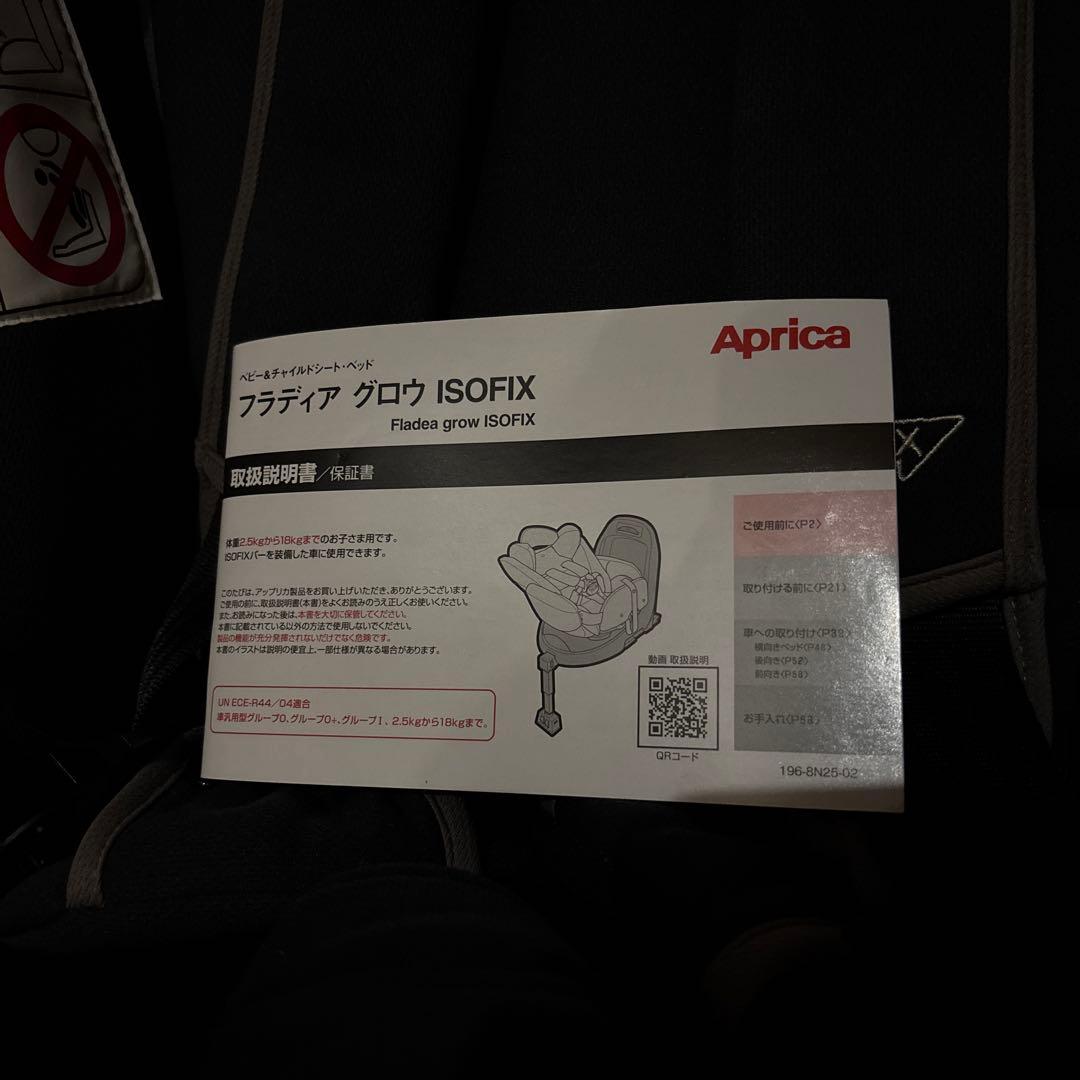 Aprica
ベビー&チャイルドシート・ベッド
フラディア グロウ ISOFIX
Fladea grow ISOFIX
取扱説明書/保証書
体重2.5kgから18kgまでのお子さま用です。
ISOFIXバーを装備した車に使用できます。
このたびは、アップリカ製品をお買い上げいただき、ありがとうございます。
ご使用の前に、取扱説明書(本書)をよくお読みのうえ正しくお使いください。
また、お読みになった後は、本書を大切に保管してください。
本書に記載されている以外の方法で使用しないでください。
製品の機能が充分発揮されないだけでなく危険です。
本書のイラストは説明の便宜上、一部仕様が異なる場合があります。
UN ECE-R44/04適合
車汎用型グループ0、グループ0+、グループⅠ、2.5kgから18kgまで。
動画 取扱説明
QRコード
ご使用前に〈P2〉
取り付ける前に〈P21〉
車への取り付け
横向きベッド
後向き〈P52〉
前向き〈P58〉
お手入れ
196-8N25-02
X